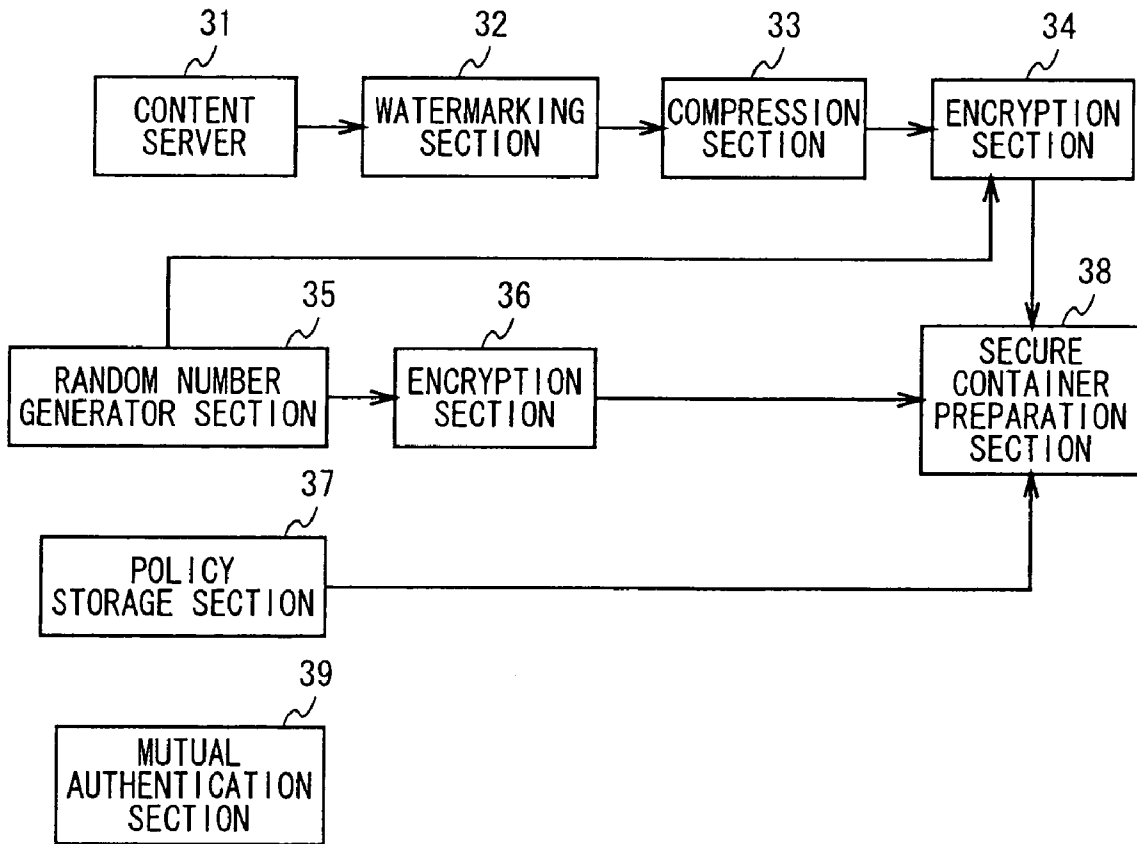 31
CONTENT
SERVER
32
WATERMARKING
SECTION
33
COMPRESSION
SECTION
34
ENCRYPTION
SECTION
35
RANDOM NUMBER
GENERATOR SECTION
36
ENCRYPTION
SECTION
38
SECURE
CONTAINER
PREPARATION
SECTION
37
POLICY
STORAGE SECTION
39
MUTUAL
AUTHENTICATION
SECTION